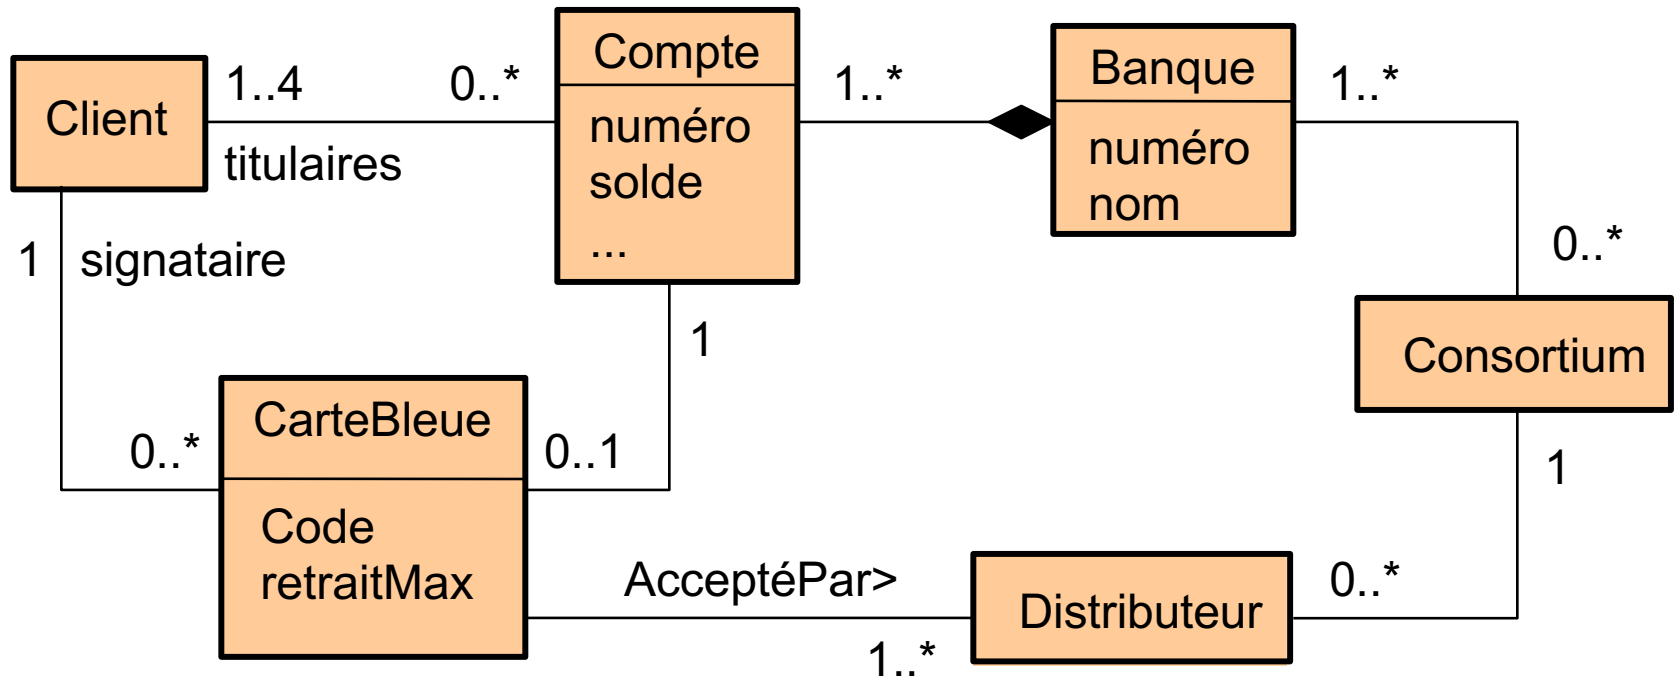 Client
1..4
titulaires
0..*
Compte
numéro
solde
...
1..*
Banque
numéro
nom
1..*
0..*
Consortium
1
1
signataire
0..*
CarteBleue
Code
retraitMax
0..1
1
AcceptéPar>
1..*
Distributeur
0..*